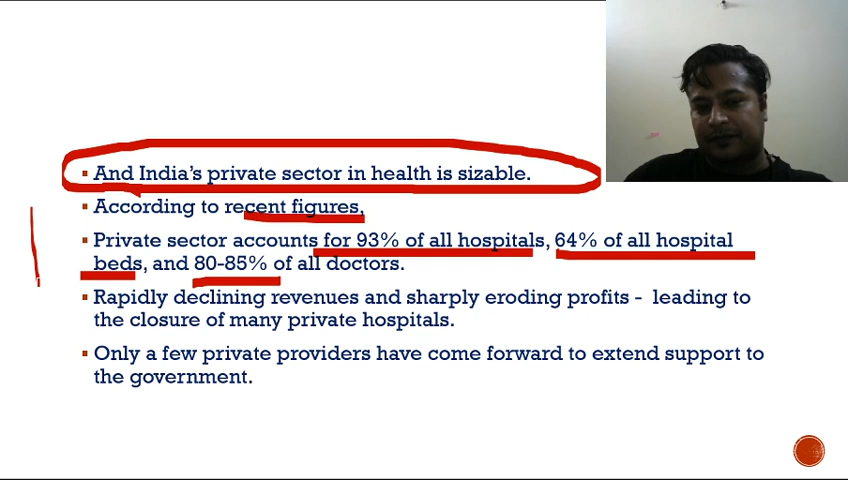 And India's private sector in health is sizable.
According to recent figures,
Private sector accounts for 93% of all hospitals, 64% of all hospital
beds, and 80-85% of all doctors.
Rapidly declining revenues and sharply eroding profits - leading to
the closure of many private hospitals.
Only a few private providers have come forward to extend support to
the government.